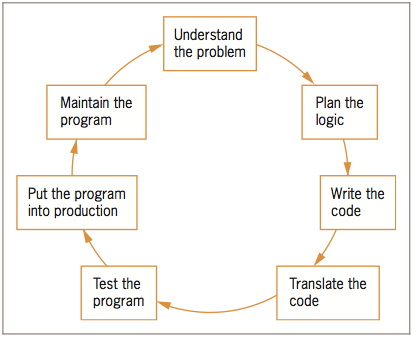 Understand
the problem
Plan the
logic
Write the
code
Translate the
code
Test the
program
Put the program
into production
Maintain the
program